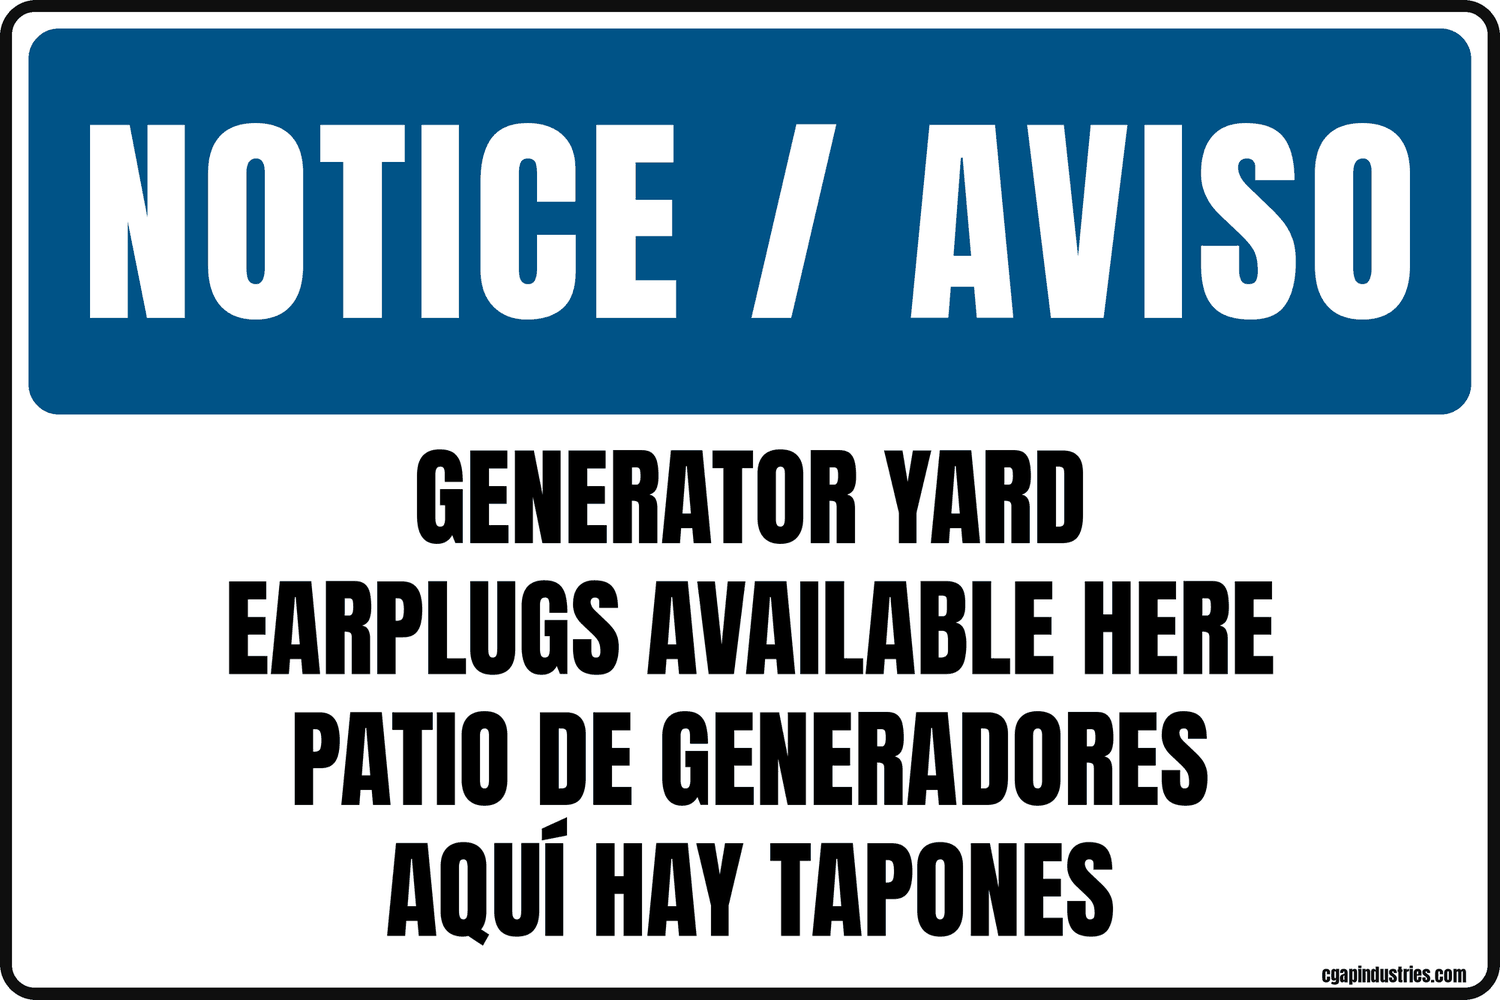 NOTICE / AVISO
GENERATOR YARD
EARPLUGS AVAILABLE HERE
PATIO DE GENERADORES
AQUÍ HAY TAPONES
cgapindustries.com